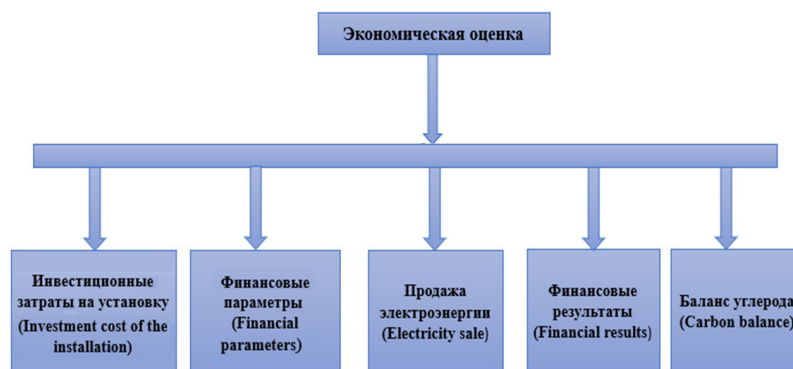 Экономическая оценка
Инвестиционные
затраты на установку
(Investment cost of the
installation)
Финансовые
параметры
(Financial
parameters)
Продажа
электроэнергии
(Electricity sale)
Финансовые
результаты
(Financial results)
Баланс углерода
(Carbon balance)